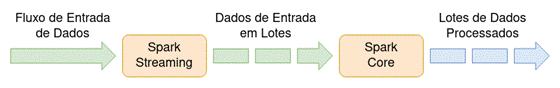 Fluxo de Entrada
de Dados
Spark
Streaming
Dados de Entrada
em Lotes
Spark
Core
Lotes de Dados
Processados